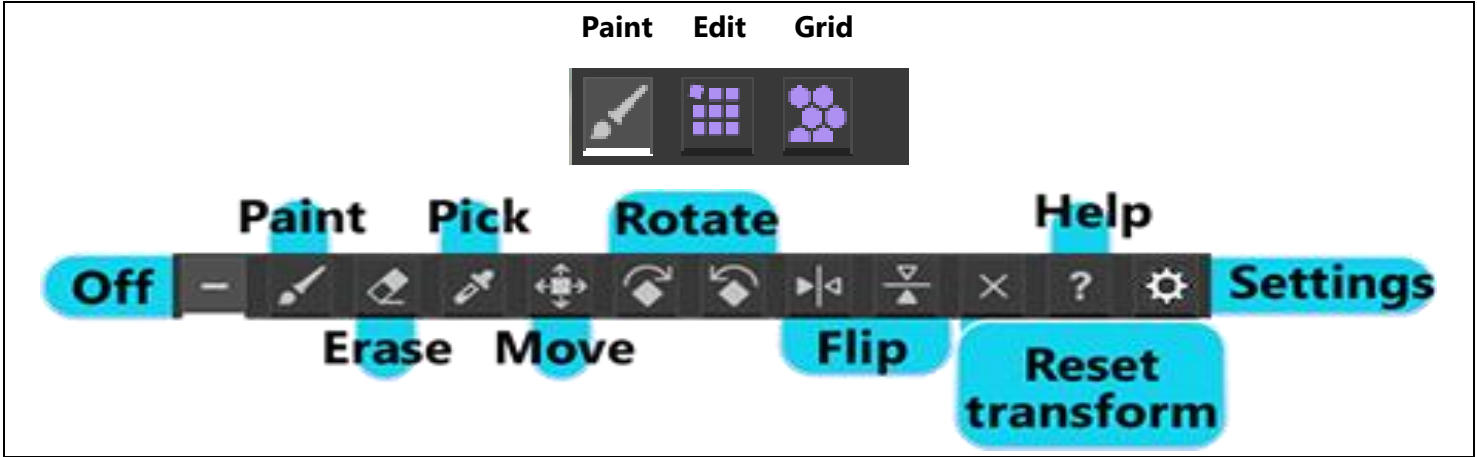 Paint Edit Grid
Paint Pick Rotate Help
Off ? Settings
Erase Move Flip Reset
transform